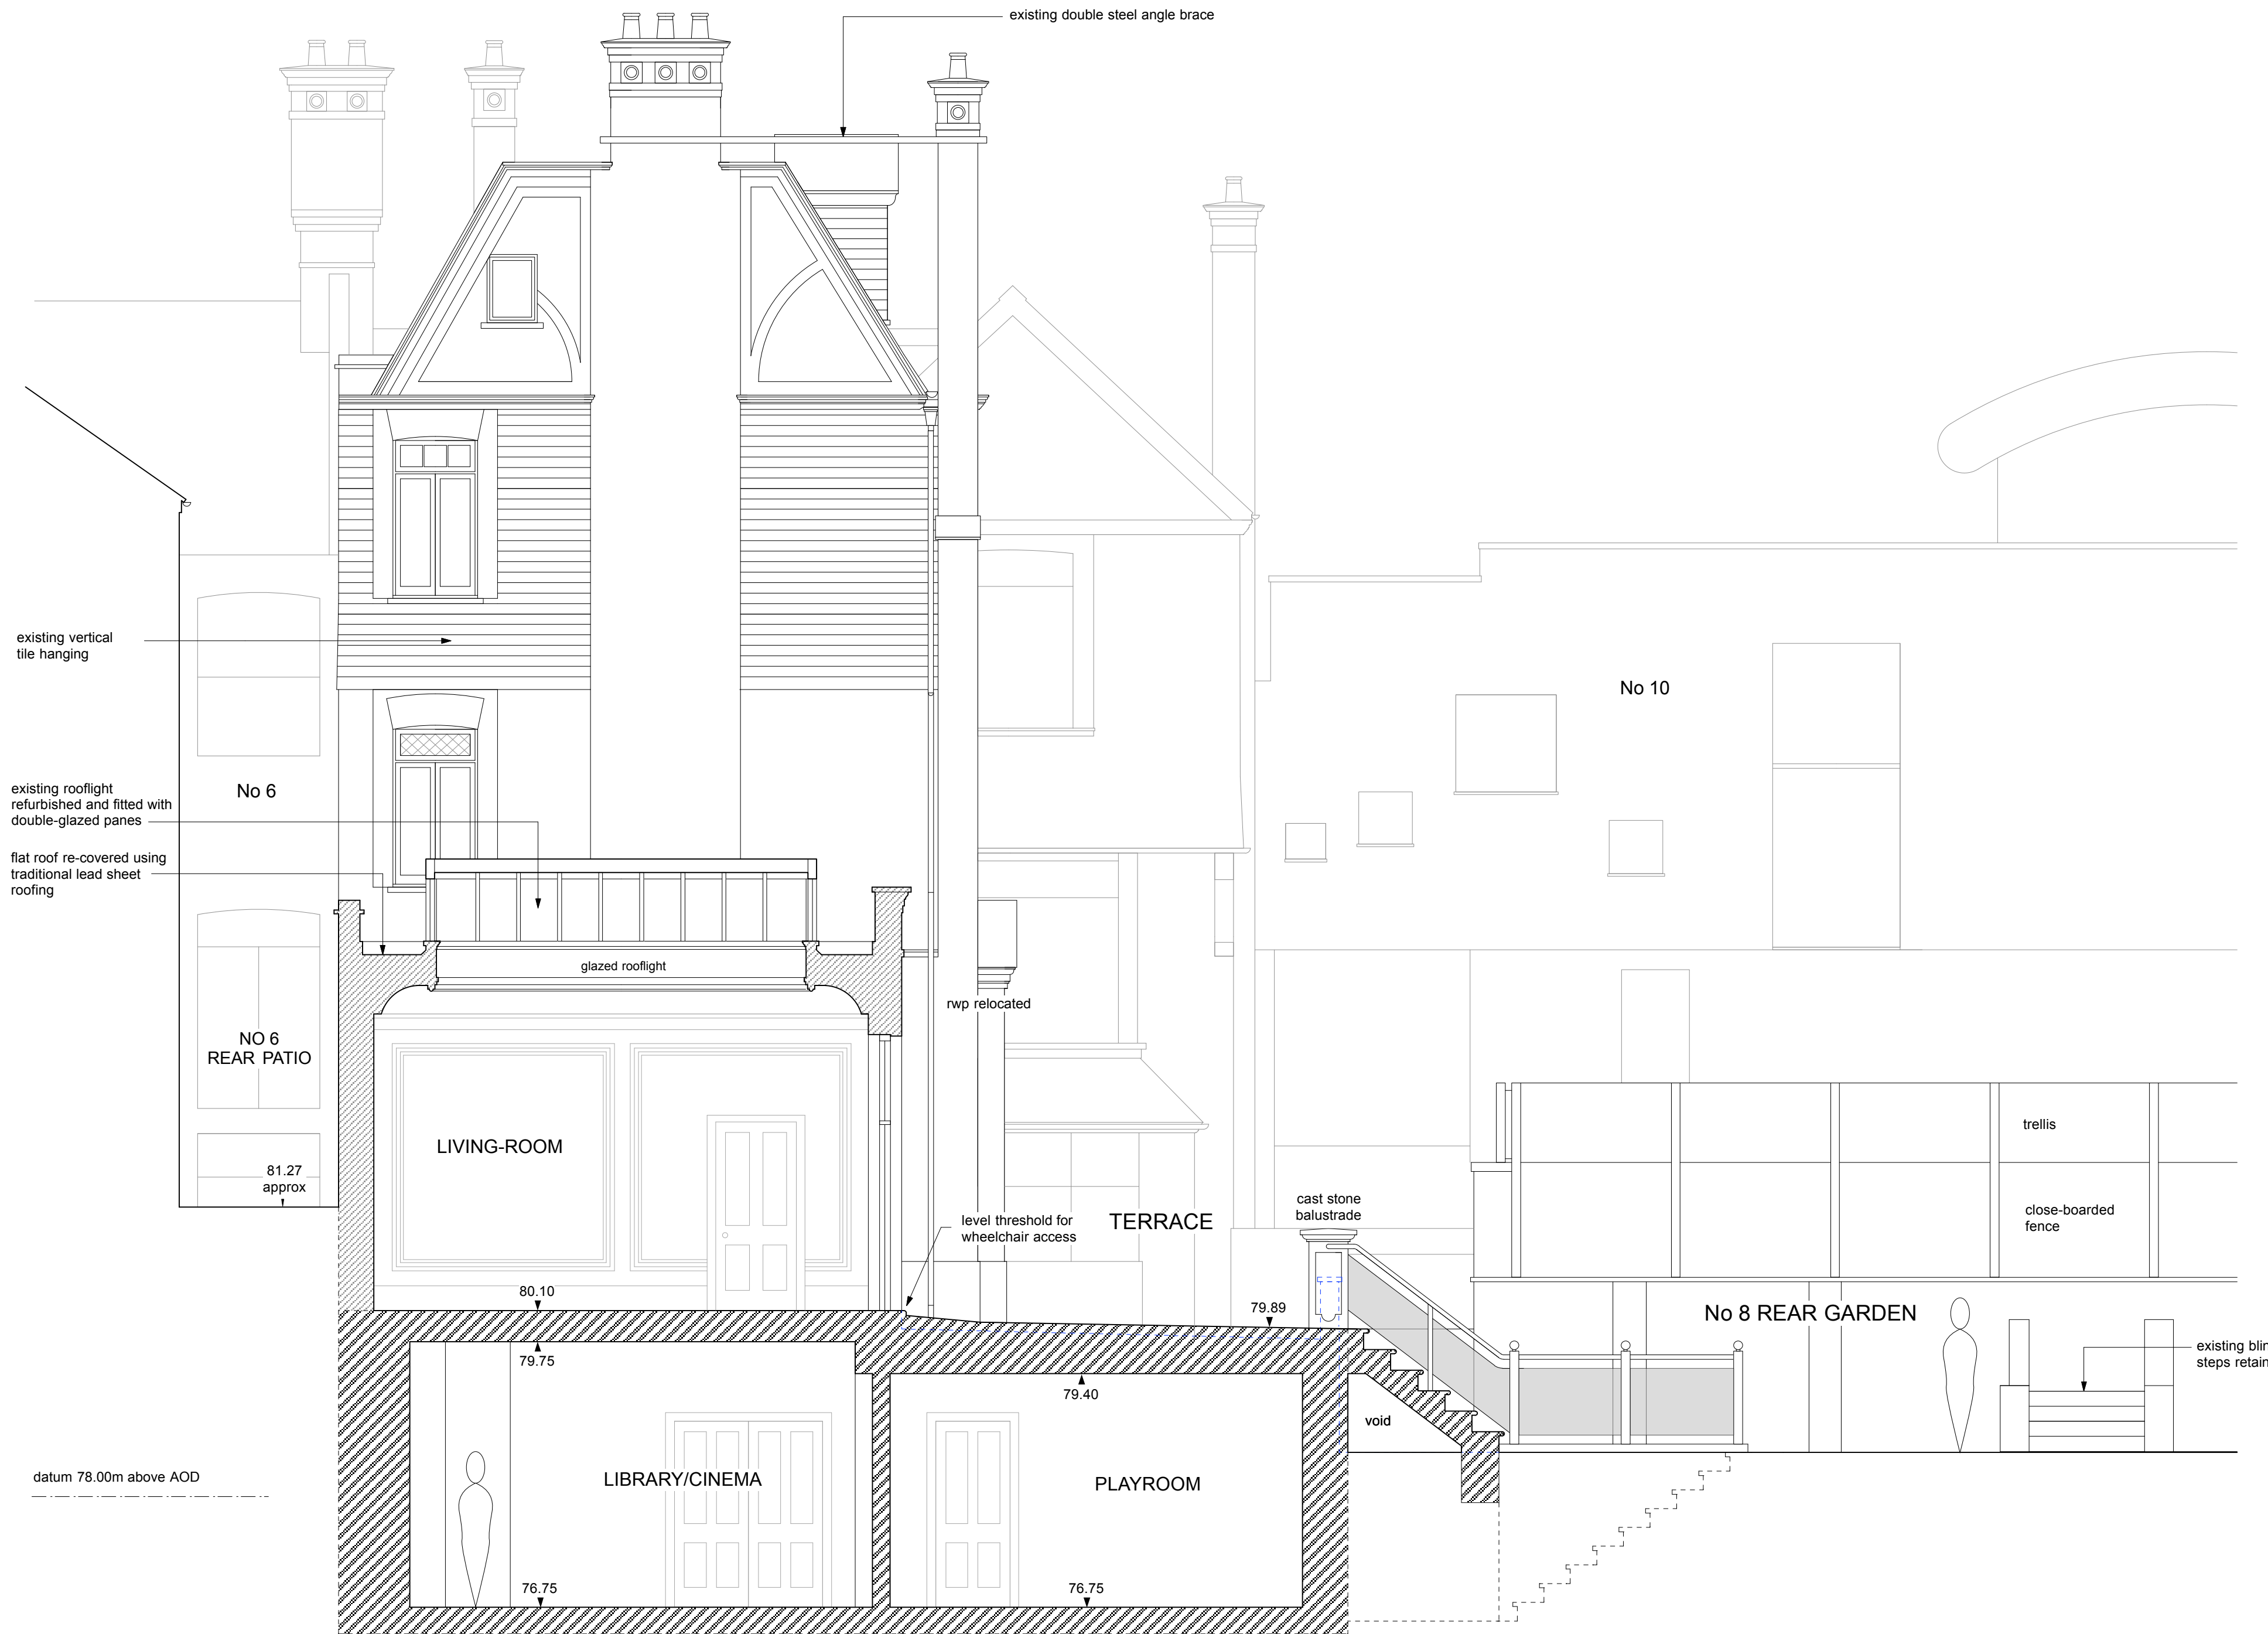 existing double steel angle brace
existing vertical
tile hanging
No 10
existing rooflight
refurbished and fitted with
double-glazed panes
No 6
flat roof re-covered using
traditional lead sheet
roofing
glazed rooflight
rwp relocated
NO 6
REAR PATIO
LIVING-ROOM
81.27
approx
trellis
cast stone
balustrade
close-boarded
fence
level threshold for
wheelchair access
TERRACE
80.10
79.89
No 8 REAR GARDEN
79.75
79.40
existing blin
steps retain
void
datum 78.00m above AOD
LIBRARY/CINEMA
PLAYROOM
76.75
76.75